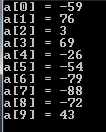 a[0] = -59
a[1] = 76
a[2] = 3
a[3] = 69
a[4] = -26
a[5] = -54
a[6] = -79
a[7] = -88
a[8] = -72
a[9] = 43